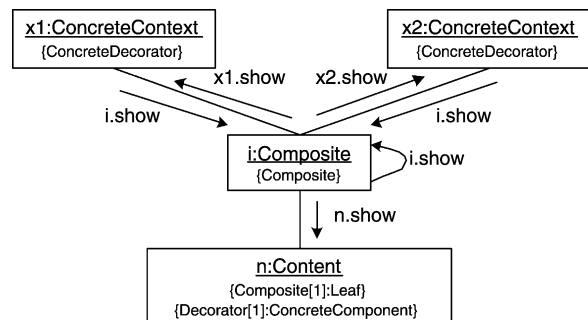 x1:ConcreteContext
{ConcreteDecorator}
x2:ConcreteContext
{ConcreteDecorator}
x1.show
x2.show
i.show
i.show
i:Composite
{Composite}
i.show
n.show
n:Content
{Composite[1]:Leaf}
{Decorator[1]:ConcreteComponent}